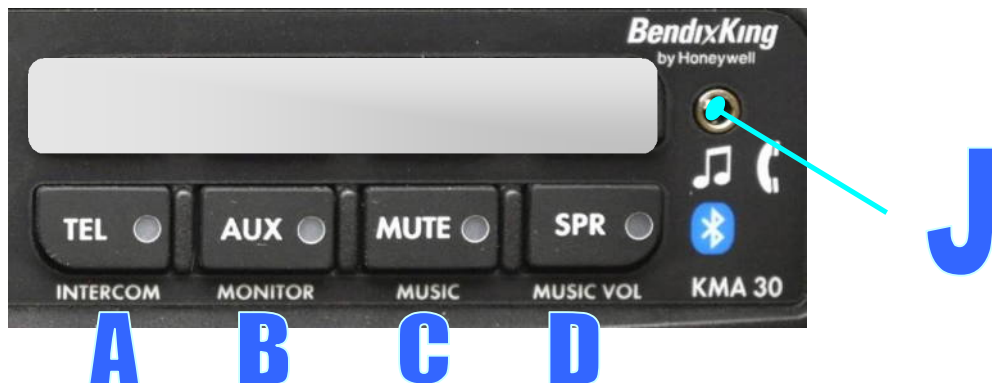 BendixKing
by Honeywell
TEL AUX MUTE SPR
INTERCOM MONITOR MUSIC MUSIC VOL KMA 30
A B C D J